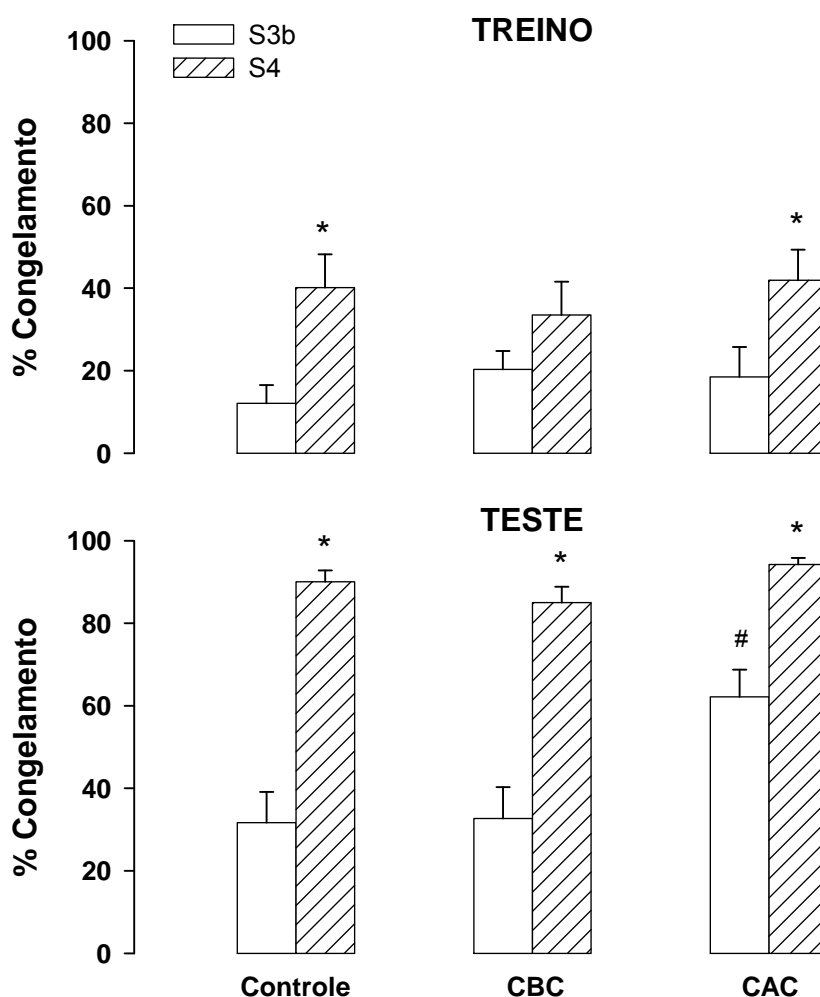 TREINO
S3b
S4
% Congelamento
100
80
60
40
20
0
*
*
TESTE
% Congelamento
100
80
60
40
20
0
*
*
#
*
Controle
CBC
CAC